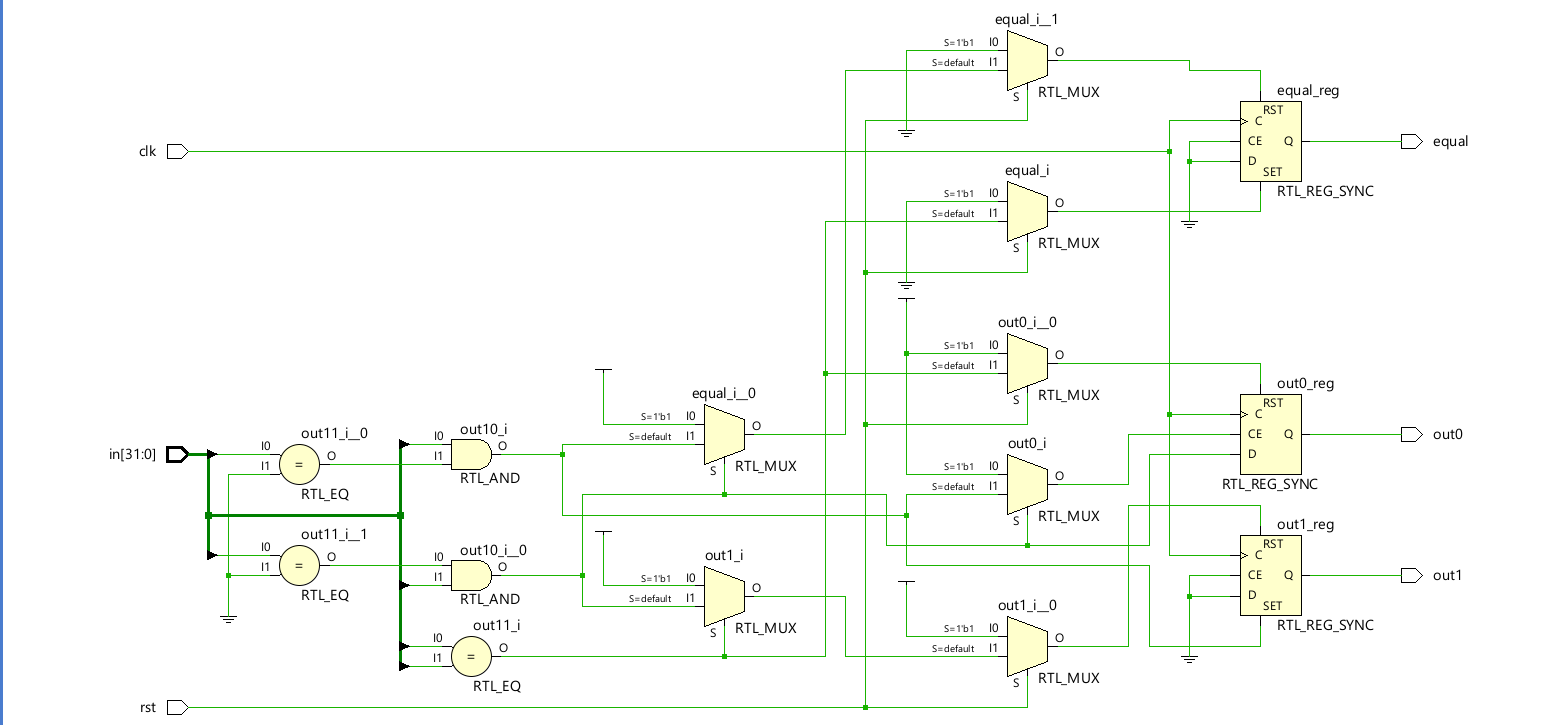 equal_i__1
S=1'b1 I0
S=default I1
O
S
RTL_MUX
equal_reg
RST
C
CE Q
D
SET
RTL_REG_SYNC
equal
clk
equal_i
S=1'b1 I0
S=default I1
O
S
RTL_MUX
out0_i__0
S=1'b1 I0
S=default I1
O
S
RTL_MUX
equal_i__0
S=1'b1 I0
S=default I1
O
S
RTL_MUX
out0_reg
RST
C
CE Q
D
RTL_REG_SYNC
out0
in[31:0]
out11_i__0
I0
I1
O
=
RTL_EQ
out10_i
I0
I1
O
RTL_AND
out0_i
S=1'b1 I0
S=default I1
O
S
RTL_MUX
out11_i__1
I0
I1
O
=
RTL_EQ
out10_i__0
I0
I1
O
RTL_AND
out1_i
S=1'b1 I0
S=default I1
O
S
RTL_MUX
out1_reg
RST
C
CE Q
D
SET
RTL_REG_SYNC
out1
out11_i
I0
I1
O
=
RTL_EQ
out1_i__0
S=1'b1 I0
S=default I1
O
S
RTL_MUX
rst